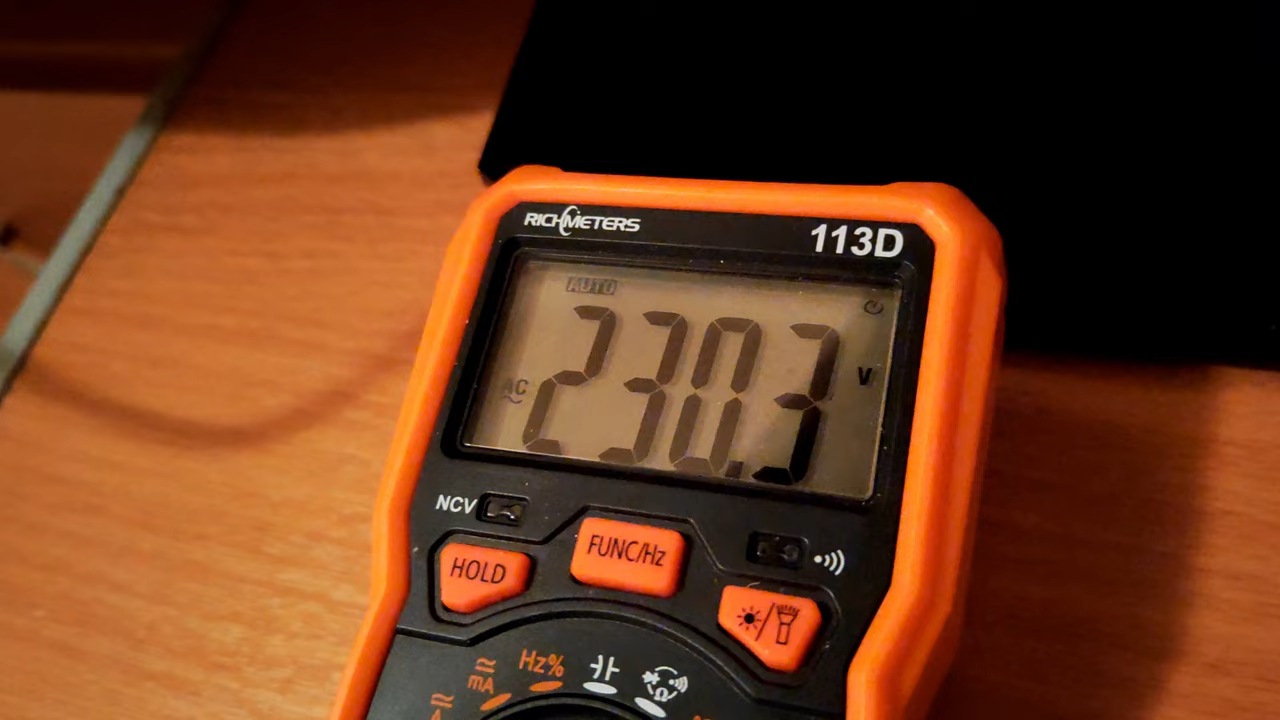 RICHMETERS
113D
AUTO
AC
230.3
V
NCV
HOLD
FUNC/Hz
mA
Hz%
Ω